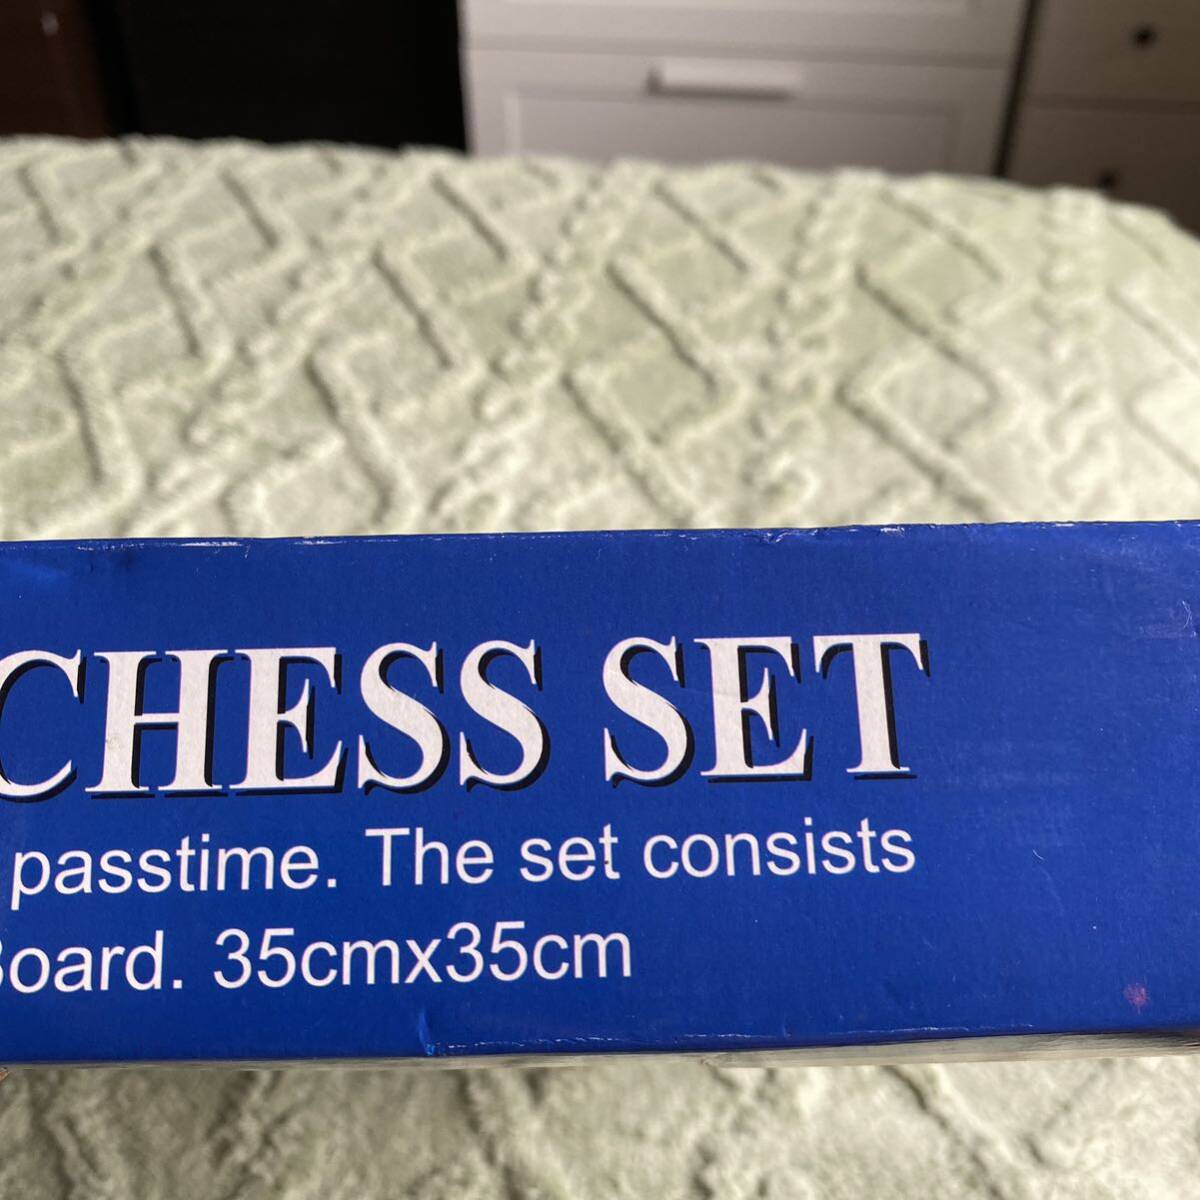 CHESS SET
passtime. The set consists
Board. 35cmx35cm